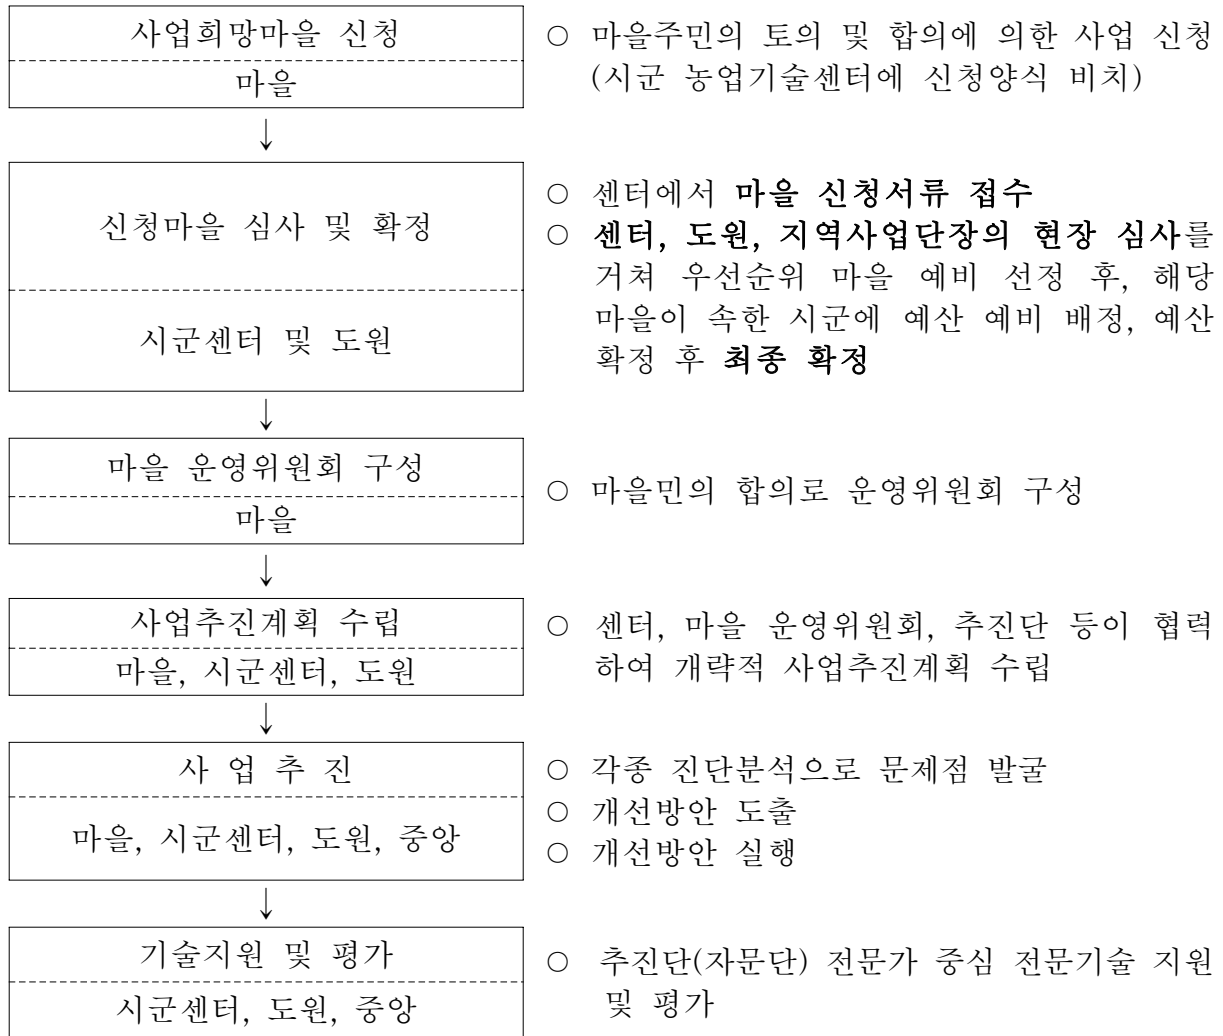 사업희망마을 신청
마을
○ 마을주민의 토의 및 합의에 의한 사업 신청
(시군 농업기술센터에 신청양식 비치)
↓
신청마을 심사 및 확정
시군센터 및 도원
○ 센터에서 마을 신청서류 접수
○ 센터, 도원, 지역사업단장의 현장 심사를
거쳐 우선순위 마을 예비 선정 후, 해당
마을이 속한 시군에 예산 예비 배정, 예산
확정 후 최종 확정
↓
마을 운영위원회 구성
마을
○ 마을민의 합의로 운영위원회 구성
↓
사업추진계획 수립
마을, 시군센터, 도원
○ 센터, 마을 운영위원회, 추진단 등이 협력
하여 개략적 사업추진계획 수립
↓
사 업 추 진
마을, 시군센터, 도원, 중앙
○ 각종 진단분석으로 문제점 발굴
○ 개선방안 도출
○ 개선방안 실행
↓
기술지원 및 평가
시군센터, 도원, 중앙
○ 추진단(자문단) 전문가 중심 전문기술 지원
및 평가